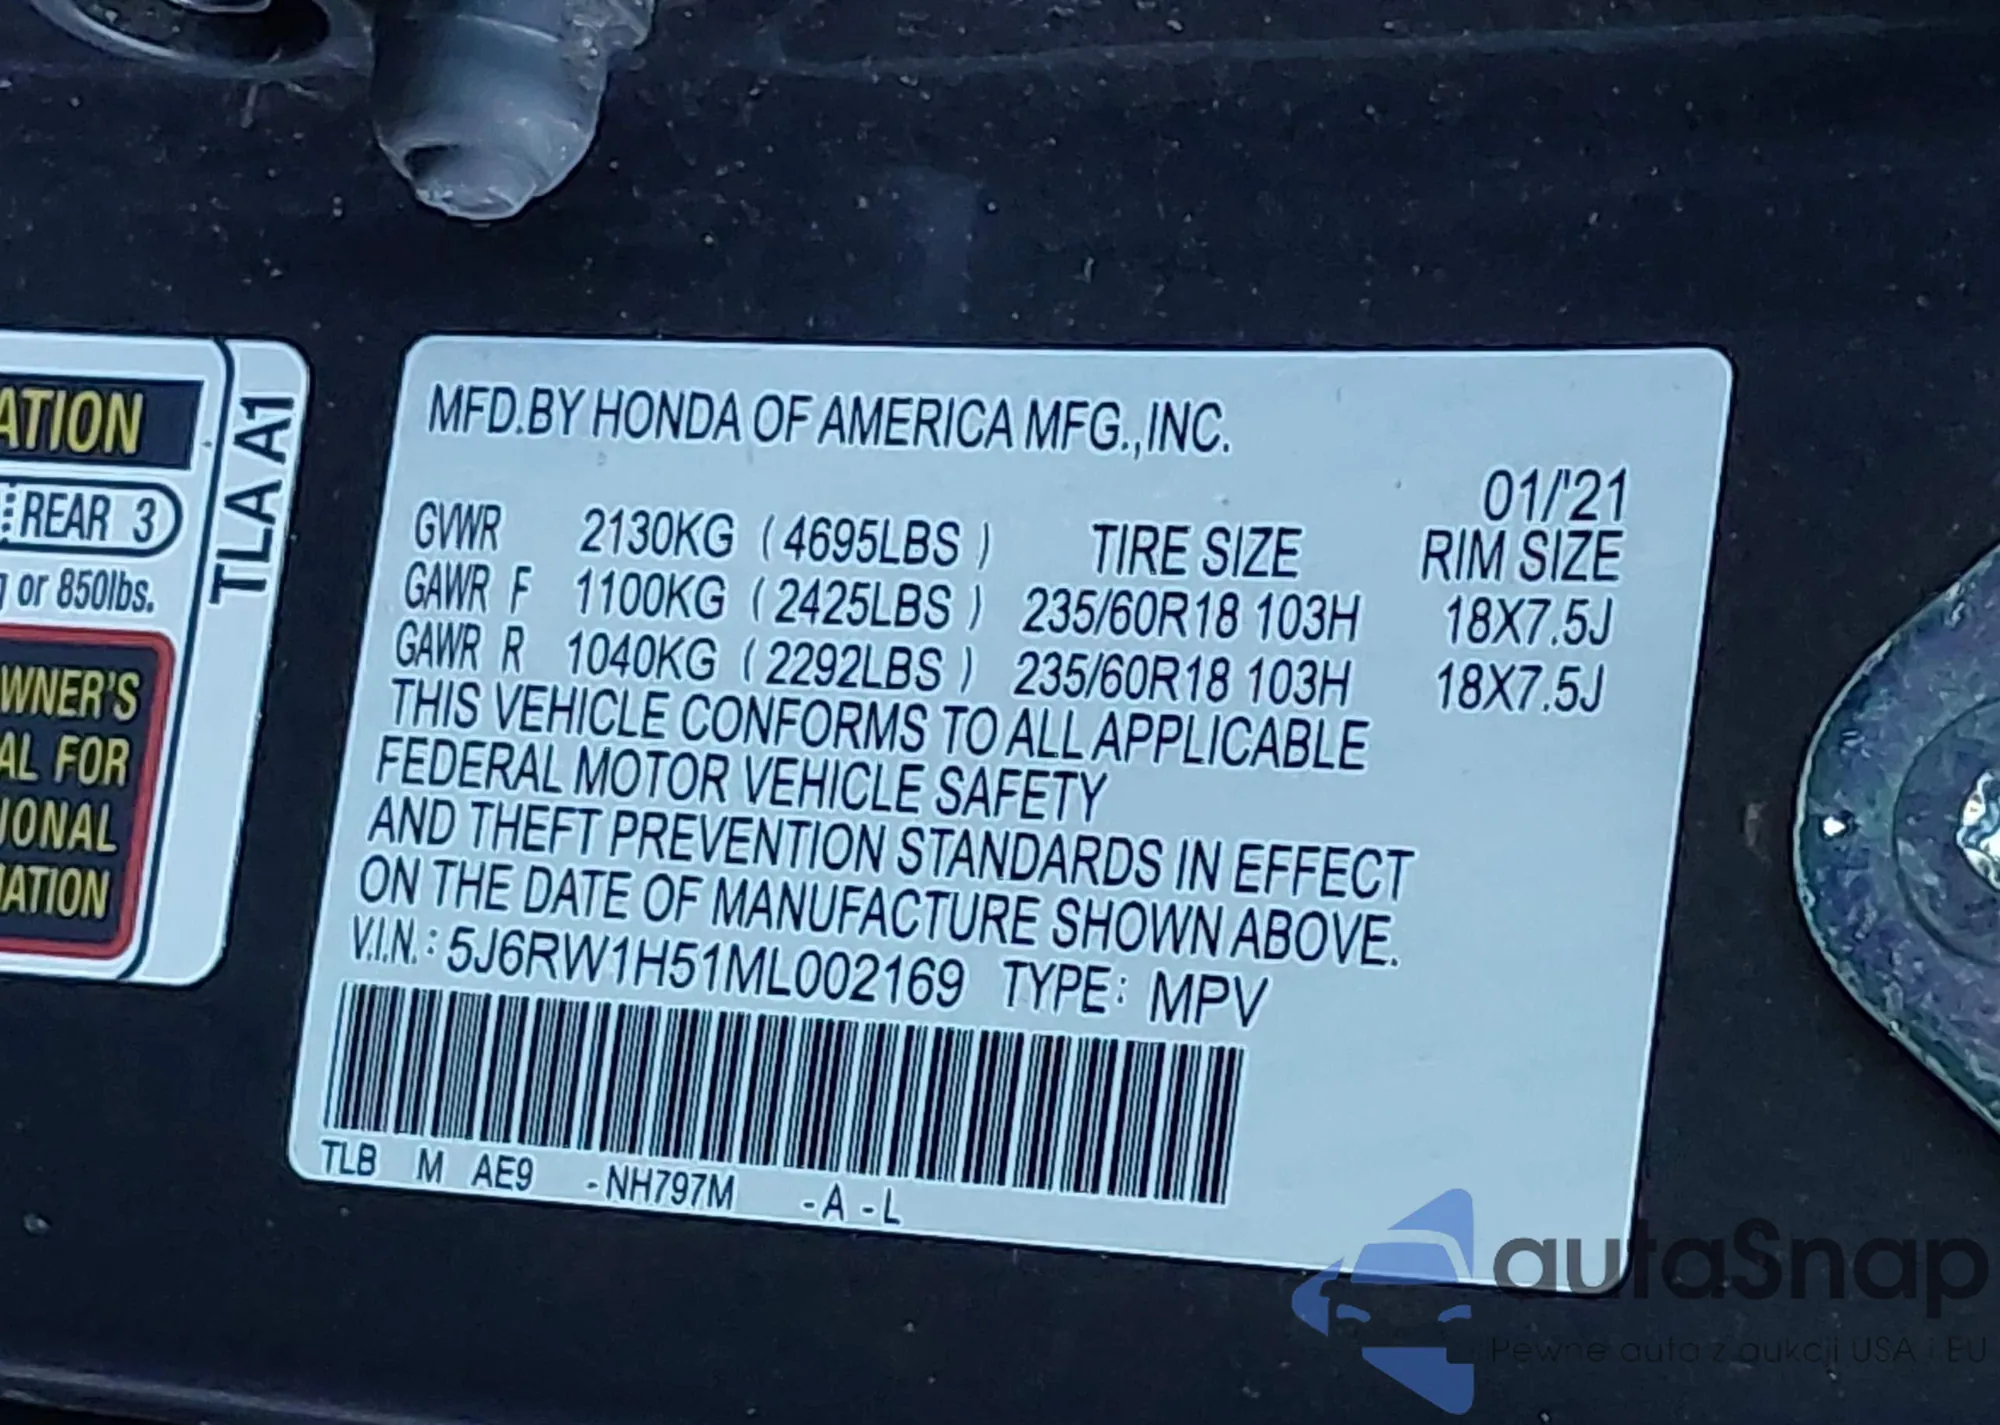 ATION
REAR 3
g or 850lbs.
WNER'S
AL FOR
IONAL
MATION
TLA A1
MFD.BY HONDA OF AMERICA MFG.,INC.
01/'21
GVWR 2130KG (4695LBS) TIRE SIZE RIM SIZE
GAWR F 1100KG (2425LBS) 235/60R18 103H 18X7.5J
GAWR R 1040KG (2292LBS) 235/60R18 103H 18X7.5J
THIS VEHICLE CONFORMS TO ALL APPLICABLE
FEDERAL MOTOR VEHICLE SAFETY
AND THEFT PREVENTION STANDARDS IN EFFECT
ON THE DATE OF MANUFACTURE SHOWN ABOVE.
V.I.N.: 5J6RW1H51ML002169 TYPE: MPV
TLB M AE9 -NH797M -A -L
autaSnap
Pewne auta z aukcji USA i EU